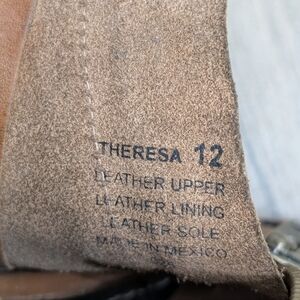 THERESA 12
LEATHER UPPER
LEATHER LINING
LEATHER SOLE
MADE IN MEXICO